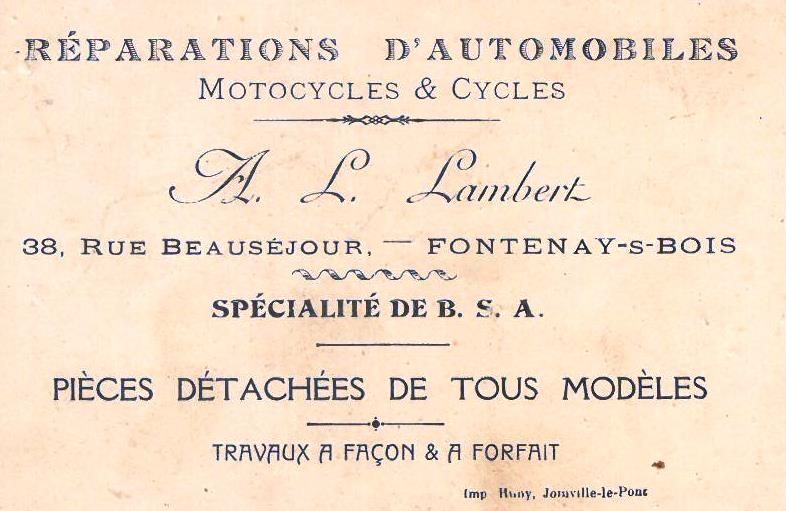 RÉPARATIONS D'AUTOMOBILES
MOTOCYCLES & CYCLES
A. L. Lambert
38, RUE BEAUSÉJOUR, — FONTENAY-S-BOIS
SPÉCIALITÉ DE B. S. A.
PIÈCES DÉTACHÉES DE TOUS MODÈLES
TRAVAUX A FAÇON & A FORFAIT
Imp , Joinville-le-Pont